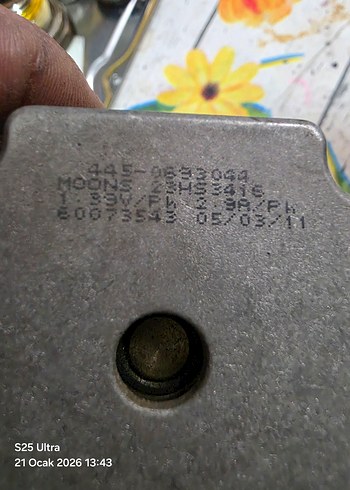 445-0693044
MOONS 23HS3416
1.39V/Ph 2.9A/Ph
60073543 05/03/11
S25 Ultra
21 Ocak 2026 13:43